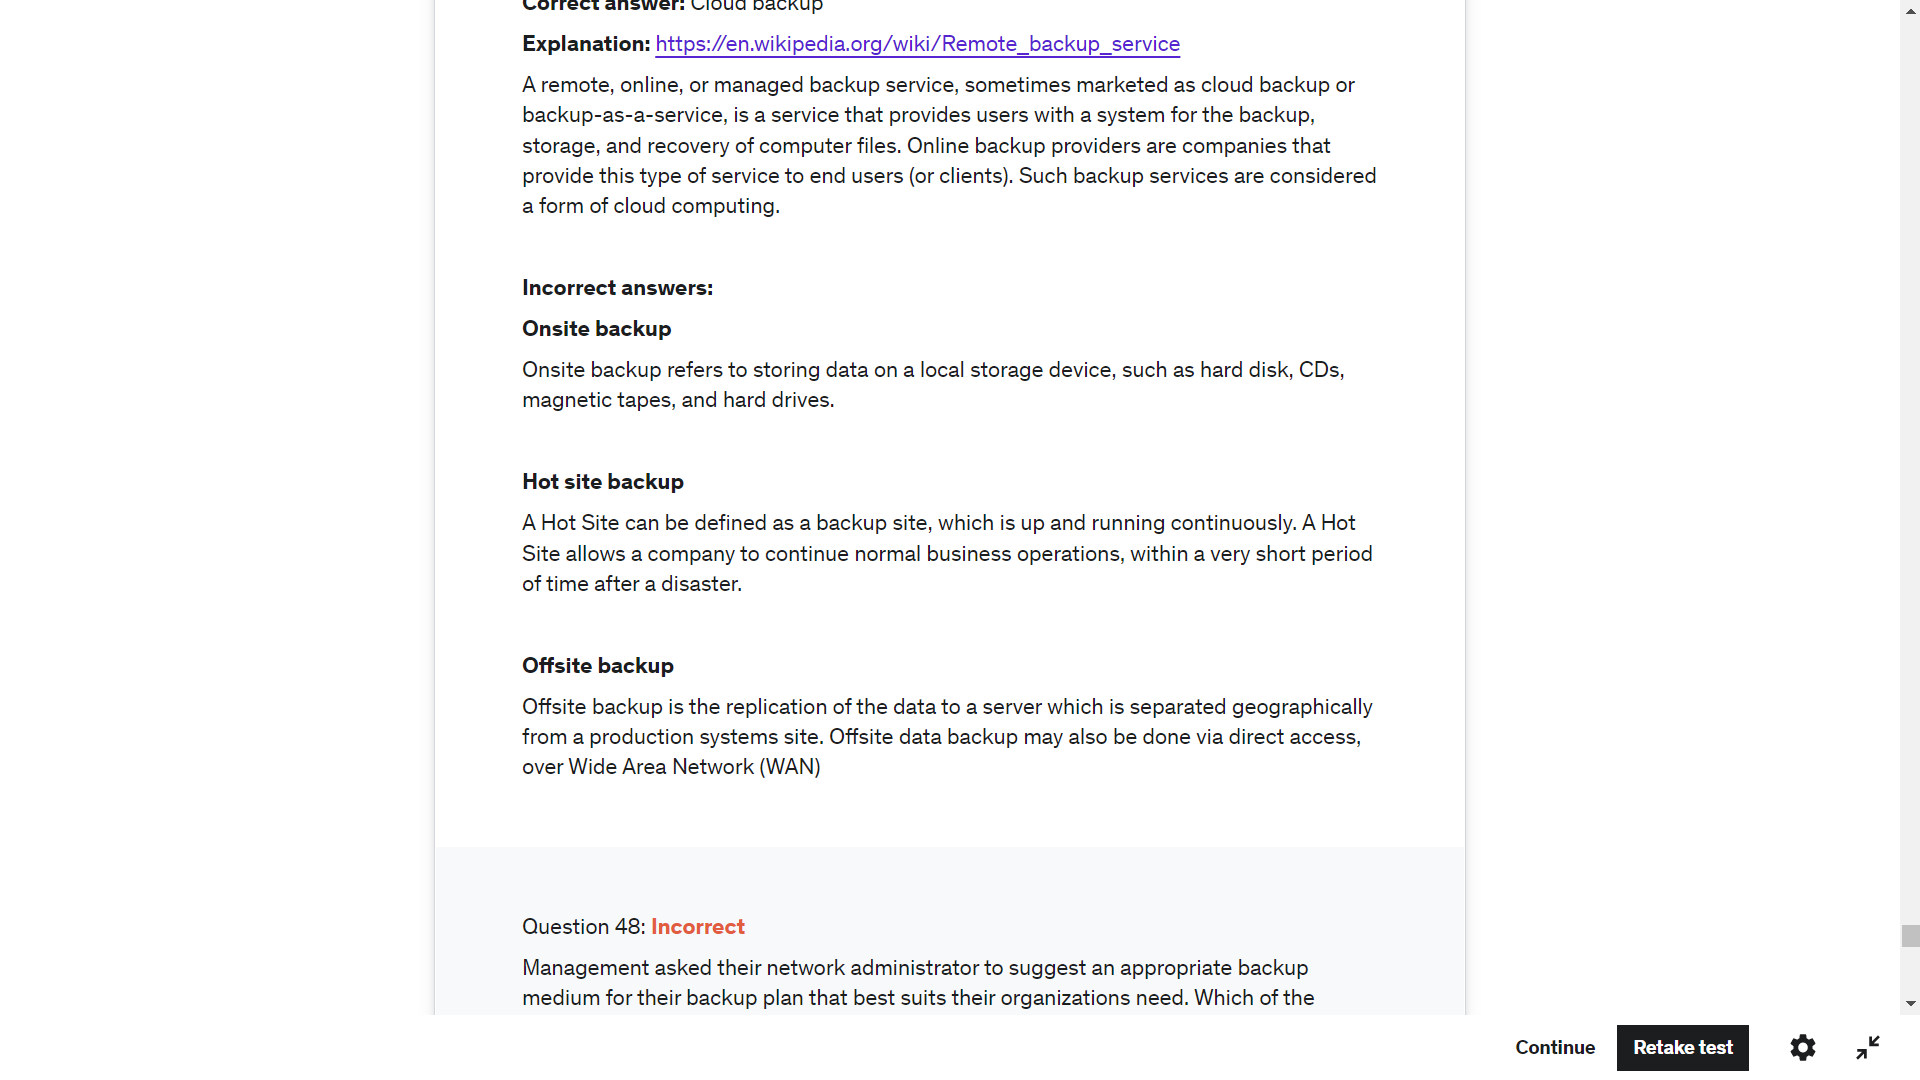 Correct answer: Cloud backup
Explanation: https://en.wikipedia.org/wiki/Remote_backup_service
A remote, online, or managed backup service, sometimes marketed as cloud backup or
backup-as-a-service, is a service that provides users with a system for the backup,
storage, and recovery of computer files. Online backup providers are companies that
provide this type of service to end users (or clients). Such backup services are considered
a form of cloud computing.
Incorrect answers:
Onsite backup
Onsite backup refers to storing data on a local storage device, such as hard disk, CDs,
magnetic tapes, and hard drives.
Hot site backup
A Hot Site can be defined as a backup site, which is up and running continuously. A Hot
Site allows a company to continue normal business operations, within a very short period
of time after a disaster.
Offsite backup
Offsite backup is the replication of the data to a server which is separated geographically
from a production systems site. Offsite data backup may also be done via direct access,
over Wide Area Network (WAN)
Question 48: Incorrect
Management asked their network administrator to suggest an appropriate backup
medium for their backup plan that best suits their organizations need. Which of the
Continue
Retake test